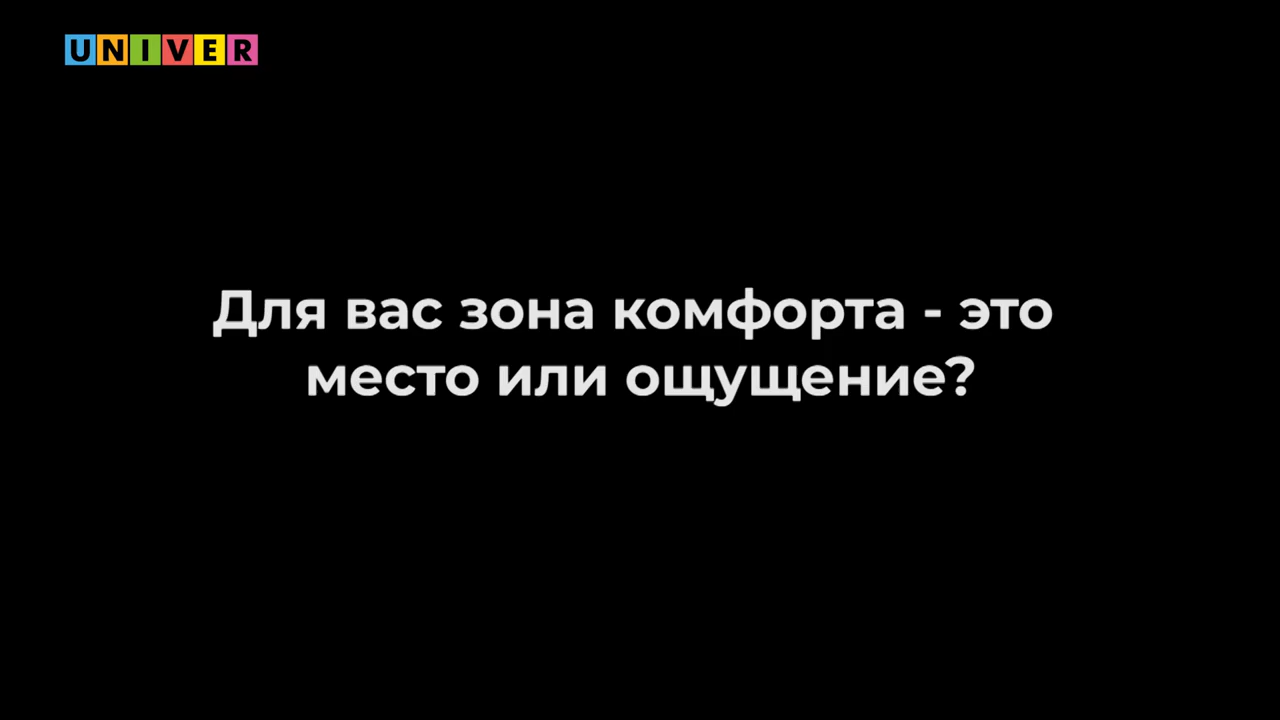 UNIVER
Для вас зона комфорта - это
место или ощущение?